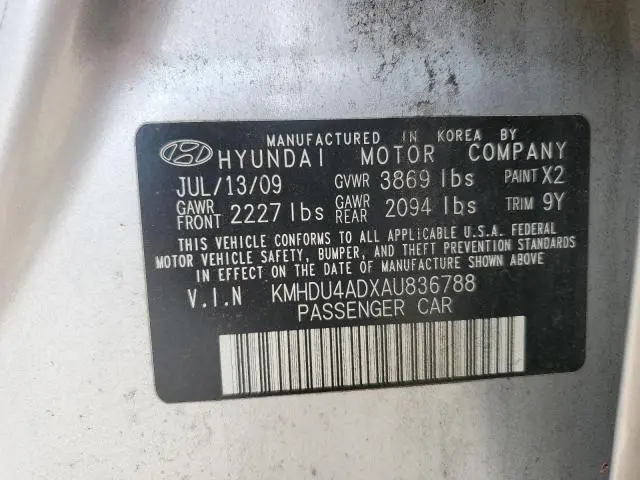 MANUFACTURED IN KOREA BY
HYUNDAI MOTOR COMPANY
JUL/13/09 GVWR 3869 lbs PAINT X2
GAWR FRONT 2227 lbs GAWR REAR 2094 lbs TRIM 9Y
THIS VEHICLE CONFORMS TO ALL APPLICABLE U.S.A. FEDERAL
MOTOR VEHICLE SAFETY, BUMPER, AND THEFT PREVENTION STANDARDS
IN EFFECT ON THE DATE OF MANUFACTURE SHOWN ABOVE
V.I.N KMHDU4ADXAU836788
PASSENGER CAR